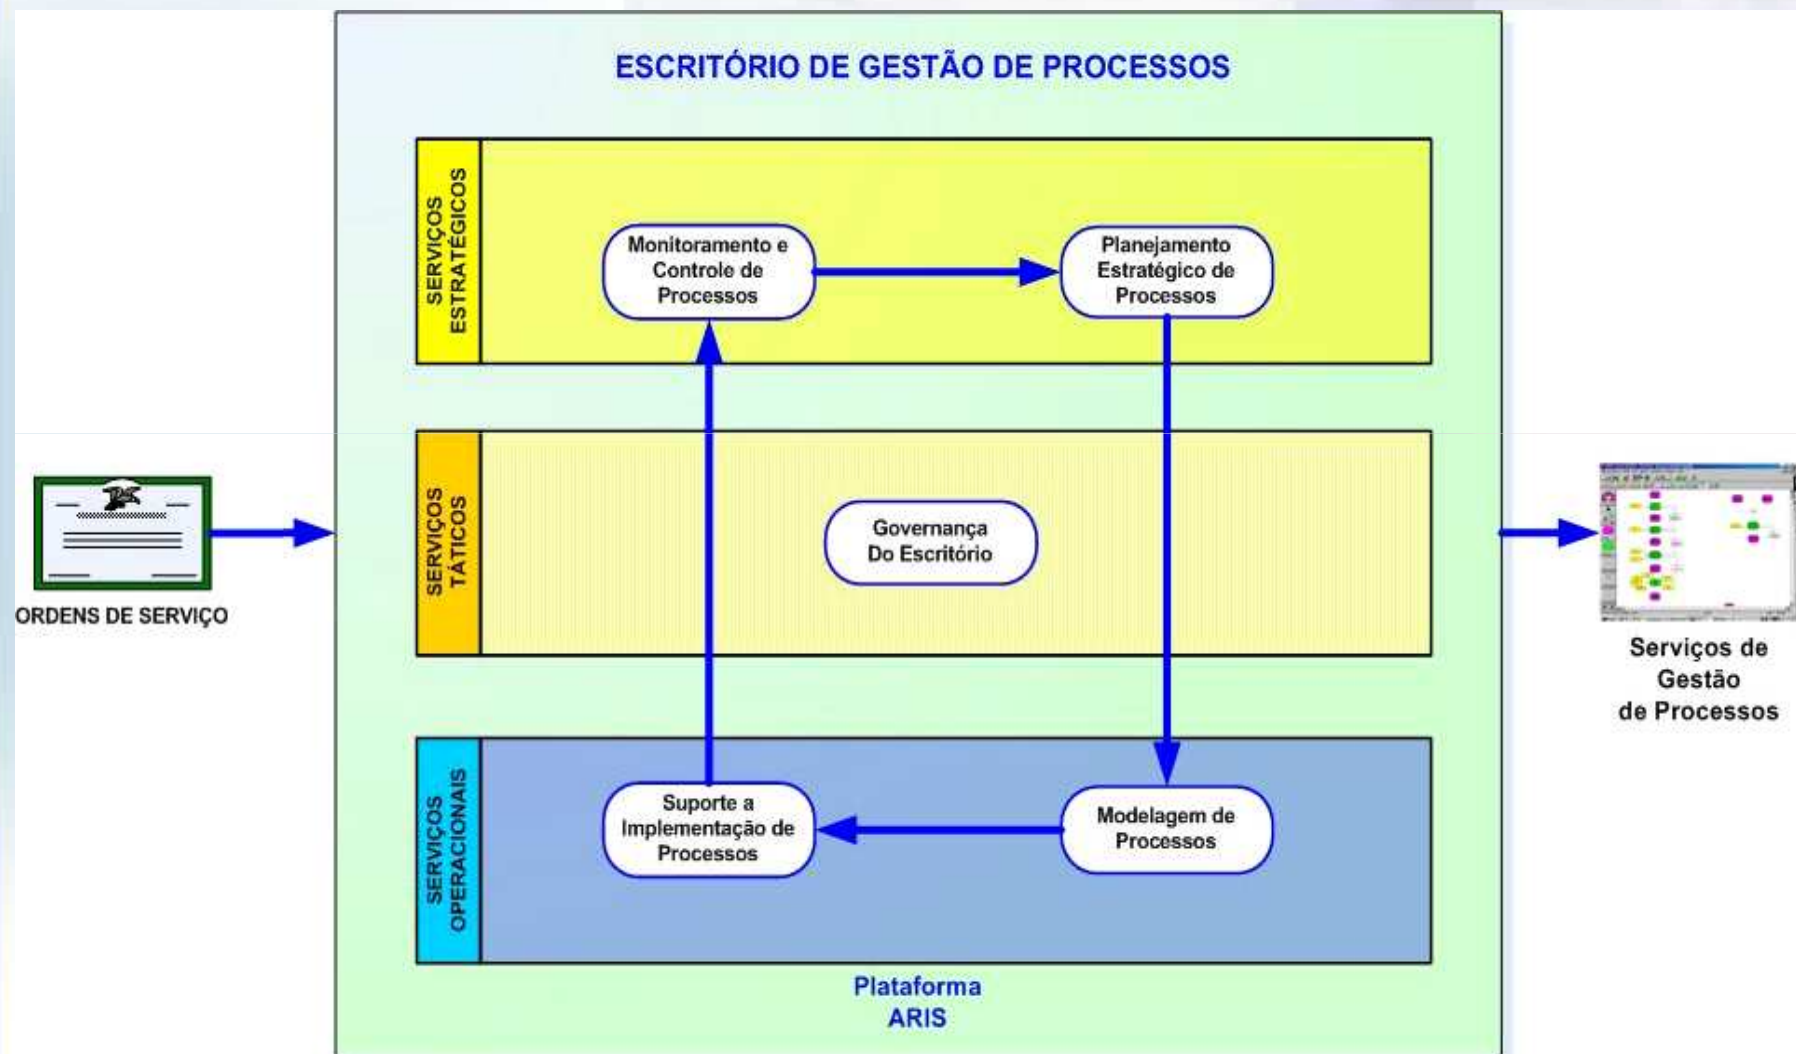 ESCRITÓRIO DE GESTÃO DE PROCESSOS
SERVIÇOS
ESTRATÉGICOS
Monitoramento e
Controle de
Processos
Planejamento
Estratégico de
Processos
SERVIÇOS
TÁTICOS
Governança
Do Escritório
ORDENS DE SERVIÇO
Serviços de
Gestão
de Processos
SERVIÇOS
OPERACIONAIS
Suporte a
Implementação de
Processos
Modelagem de
Processos
Plataforma
ARIS